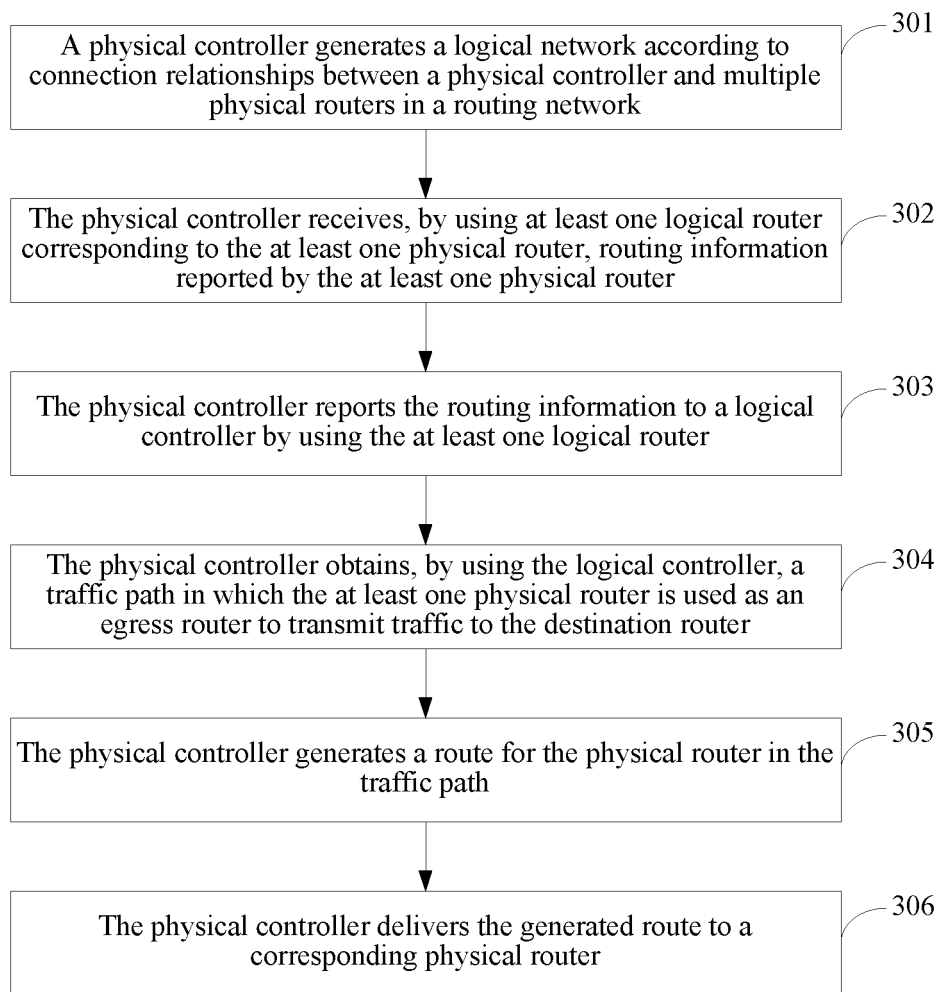 A physical controller generates a logical network according to
connection relationships between a physical controller and multiple
physical routers in a routing network
301
The physical controller receives, by using at least one logical router
corresponding to the at least one physical router, routing information
reported by the at least one physical router
302
The physical controller reports the routing information to a logical
controller by using the at least one logical router
303
The physical controller obtains, by using the logical controller, a
traffic path in which the at least one physical router is used as an
egress router to transmit traffic to the destination router
304
The physical controller generates a route for the physical router in the
traffic path
305
The physical controller delivers the generated route to a
corresponding physical router
306